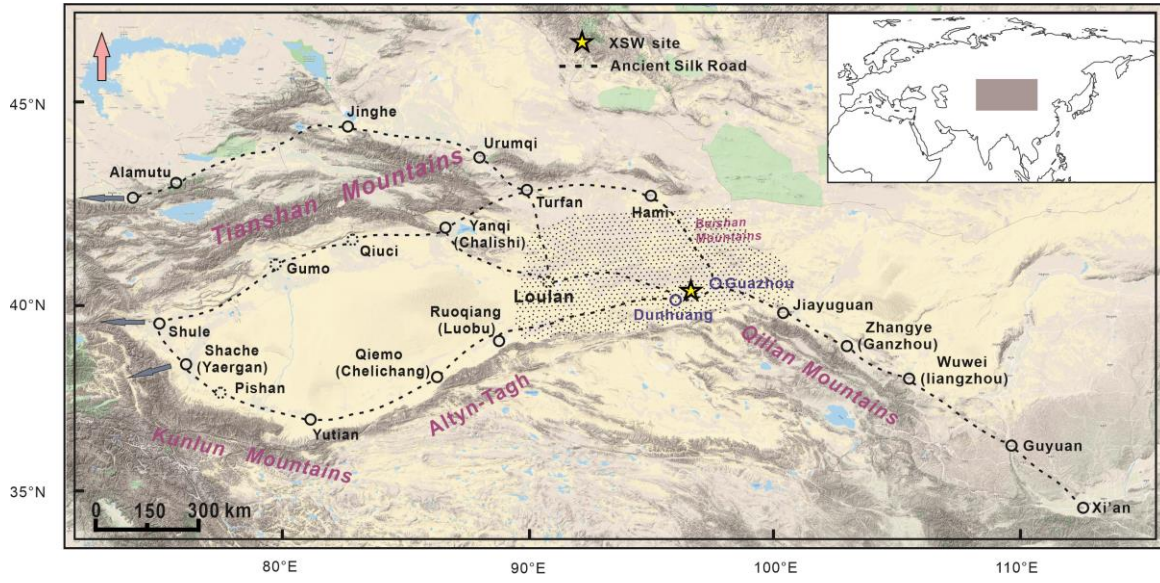 XSW site
Ancient Silk Road
45°N
40°N
35°N
Jinghe
Urumqi
Alamutu
Tianshan Mountains
Turfan
Hami
Yanqi
(Chalishi)
Beishan
Mountains
Qiuci
Gumo
Loulan
Guazhou
Dunhuang
Ruoqiang
(Luobu)
Jiayuguan
Shule
Shache
(Yaergan)
Zhangye
(Ganzhou)
Qiemo
(Chelichang)
Wuwei
(liangzhou)
Pishan
Qilian Mountains
Altyn-Tagh
Yutian
Kunlun Mountains
Guyuan
Xi'an
0 150 300 km
80°E
90°E
100°E
110°E